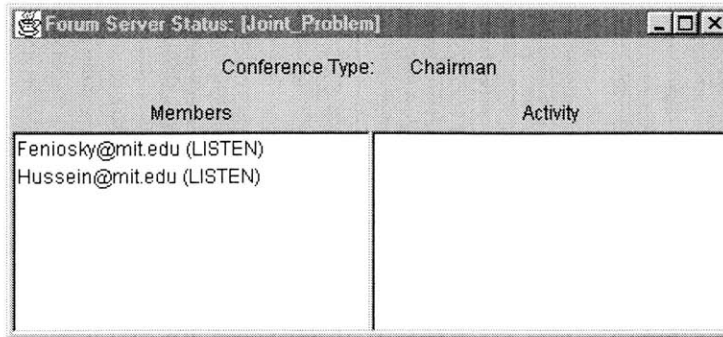 Forum Server Status: [Joint_Problem]
Conference Type: Chairman
Members Activity
Feniosky@mit.edu (LISTEN)
Hussein@mit.edu (LISTEN)